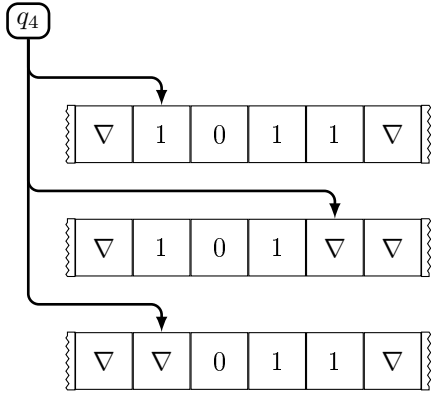 q₄
∇ 1 0 1 1 ∇
∇ 1 0 1 ∇ ∇
∇ ∇ 0 1 1 ∇